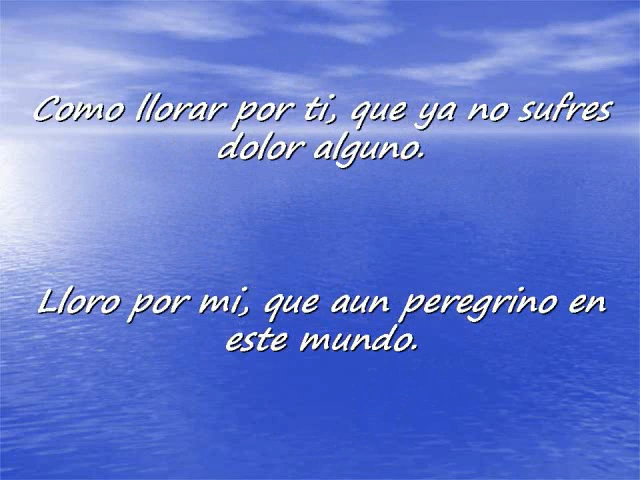 Como llorar por ti, que ya no sufres
dolor alguno.
Lloro por mi, que aun peregrino en
este mundo.